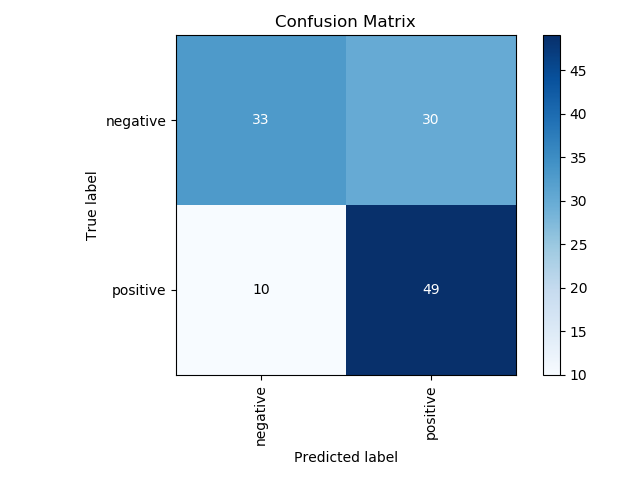 Confusion Matrix
True label
negative
33
30
positive
10
49
negative
positive
Predicted label
45
40
35
30
25
20
15
10